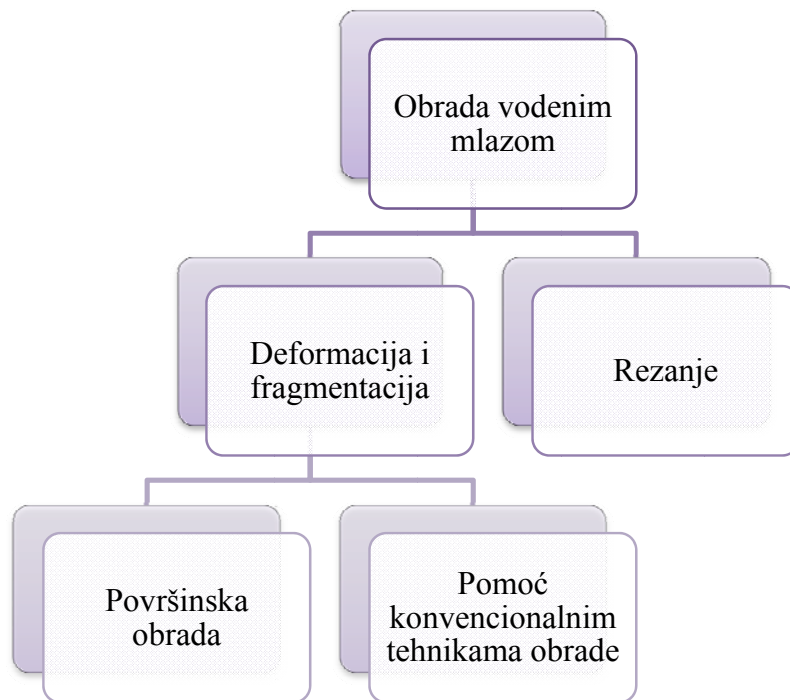 Obrada vodenim
mlazom
Deformacija i
fragmentacija
Rezanje
Površinska
obrada
Pomoć
konvencionalnim
tehnikama obrade